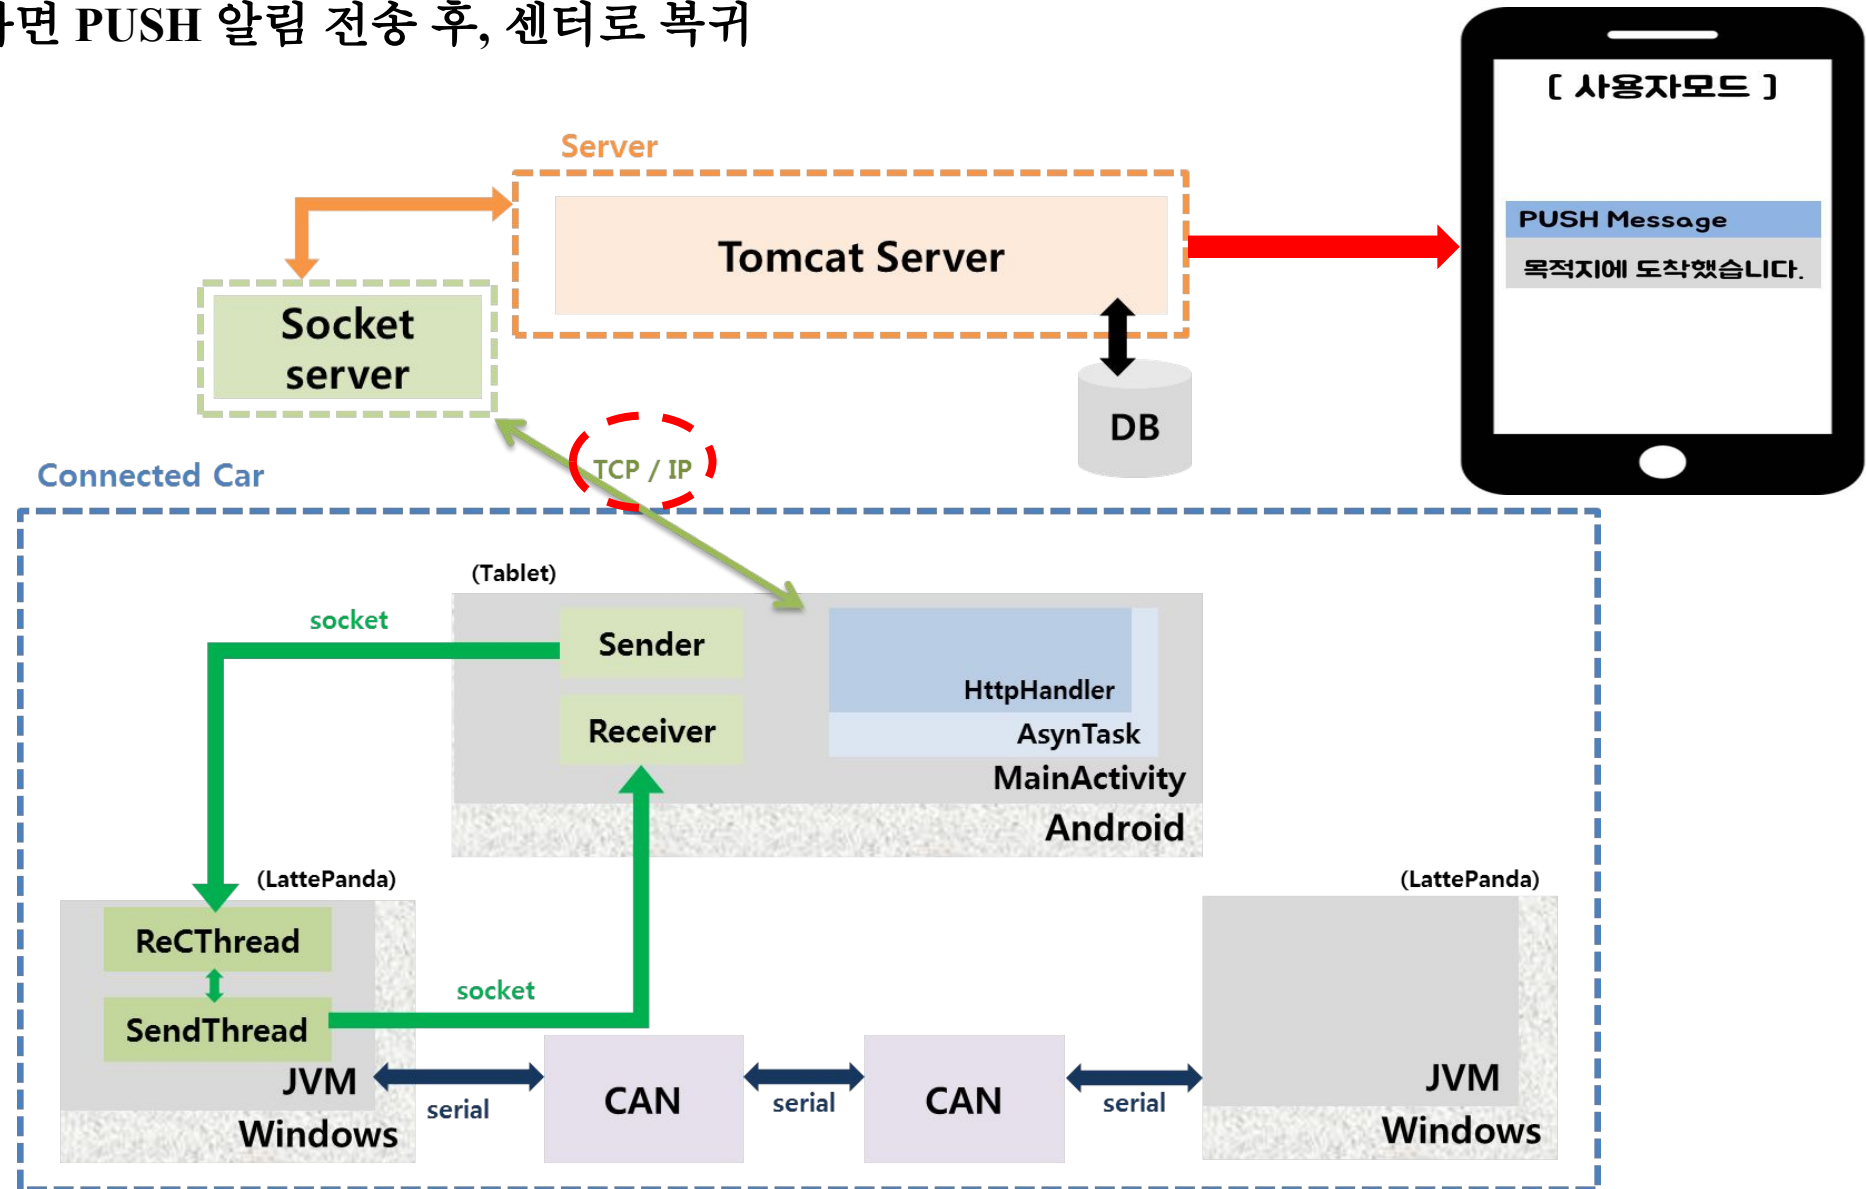 PUSH 알림 전송 후, 센터로 복귀
[ 사용자모드 ]
PUSH Message
목적지에 도착했습니다.
Server
Tomcat Server
Socket
server
DB
TCP / IP
Connected Car
(Tablet)
socket
Sender
Receiver
HttpHandler
AsynTask
MainActivity
Android
(LattePanda)
ReCThread
SendThread
JVM
Windows
socket
serial
CAN
serial
CAN
serial
(LattePanda)
JVM
Windows